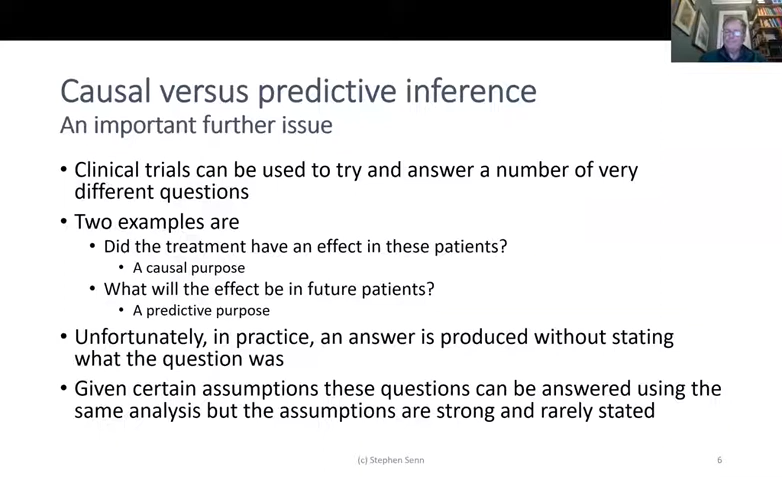 Causal versus predictive inference
An important further issue
• Clinical trials can be used to try and answer a number of very
different questions
• Two examples are
• Did the treatment have an effect in these patients?
• A causal purpose
• What will the effect be in future patients?
• A predictive purpose
• Unfortunately, in practice, an answer is produced without stating
what the question was
• Given certain assumptions these questions can be answered using the
same analysis but the assumptions are strong and rarely stated
(c) Stephen Senn
6